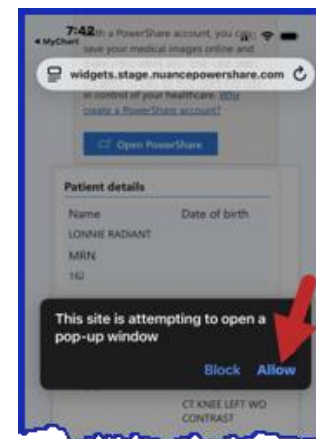 7:42
With a PowerShare account, you can
MyChart
save your medical images online and
widgets.stage.nuancepowershare.com
in control of your healthcare. Why
create a PowerShare account?
Open PowerShare
Patient details
Name Date of birth
LONNIE RADIANT
MRN
162
This site is attempting to open a
pop-up window
Block Allow
CT KNEE LEFT WO
CONTRAST